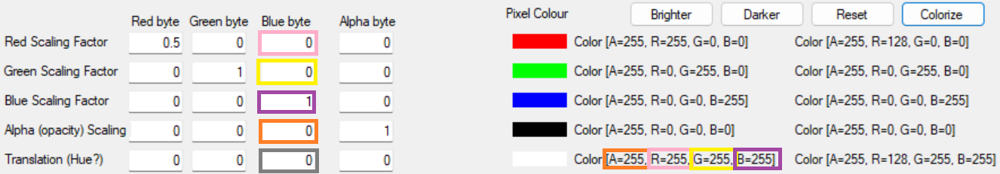 Red byte Green byte Blue byte Alpha byte Pixel Colour Brighter Darker Reset Colorize
Red Scaling Factor 0.5 0 0 0 Color [A=255, R=255, G=0, B=0] Color [A=255, R=128, G=0, B=0]
Green Scaling Factor 0 1 0 0 Color [A=255, R=0, G=255, B=0] Color [A=255, R=0, G=255, B=0]
Blue Scaling Factor 0 0 1 0 Color [A=255, R=0, G=0, B=255] Color [A=255, R=0, G=0, B=255]
Alpha (opacity) Scaling 0 0 0 1 Color [A=255, R=0, G=0, B=0] Color [A=255, R=0, G=0, B=0]
Translation (Hue?) 0 0 0 0 Color [A=255, R=255, G=255, B=255] Color [A=255, R=128, G=255, B=255]